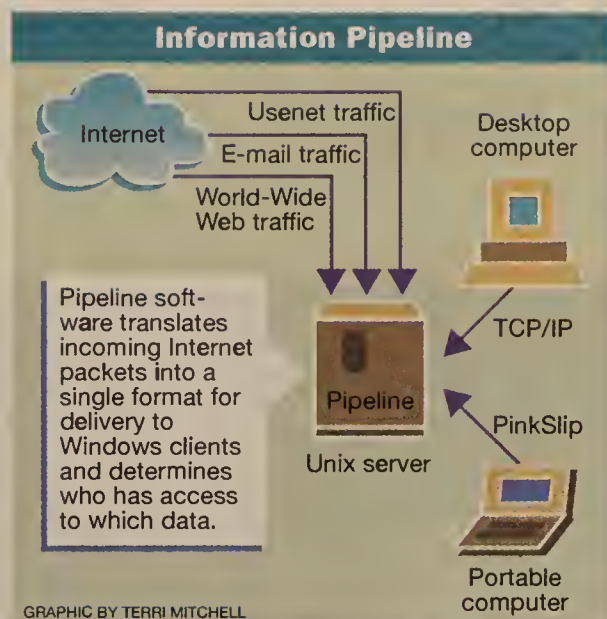 Information Pipeline
Internet
Usenet traffic
E-mail traffic
World-Wide
Web traffic
Desktop
computer
TCP/IP
Pipeline soft-
ware translates
incoming Internet
packets into a
single format for
delivery to
Windows clients
and determines
who has access
to which data.
Pipeline
Unix server
PinkSlip
Portable
computer
GRAPHIC BY TERRI MITCHELL